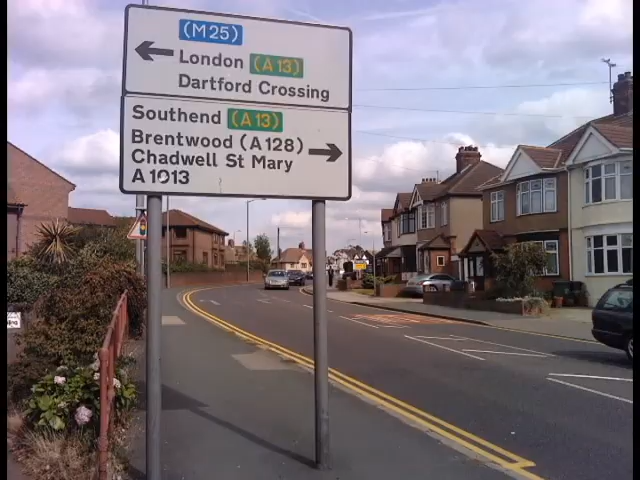 (M25)
London (A13)
Dartford Crossing
Southend (A13)
Brentwood (A128)
Chadwell St Mary
A1013